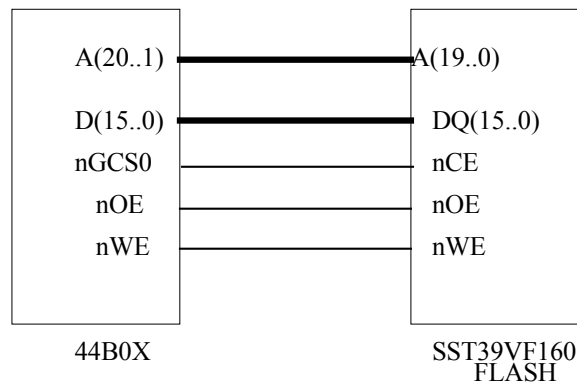 A(20..1) A(19..0)
D(15..0) DQ(15..0)
nGCS0 nCE
nOE nOE
nWE nWE
44B0X SST39VF160
FLASH